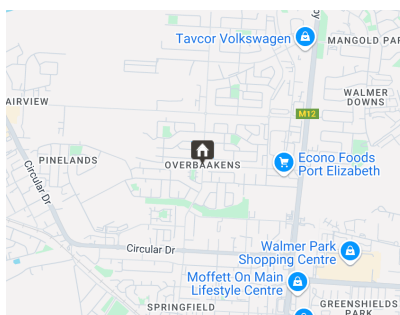 Tavcor Volkswagen
MANGOLD PAR
AIRVIEW
WALMER
DOWNS
M12
PINELANDS
OVERBAAKENS
Econo Foods
Port Elizabeth
Circular Dr
Circular Dr
Walmer Park
Shopping Centre
Moffett On Main
Lifestyle Centre
SPRINGFIELD
GREENSHIELDS
PARK